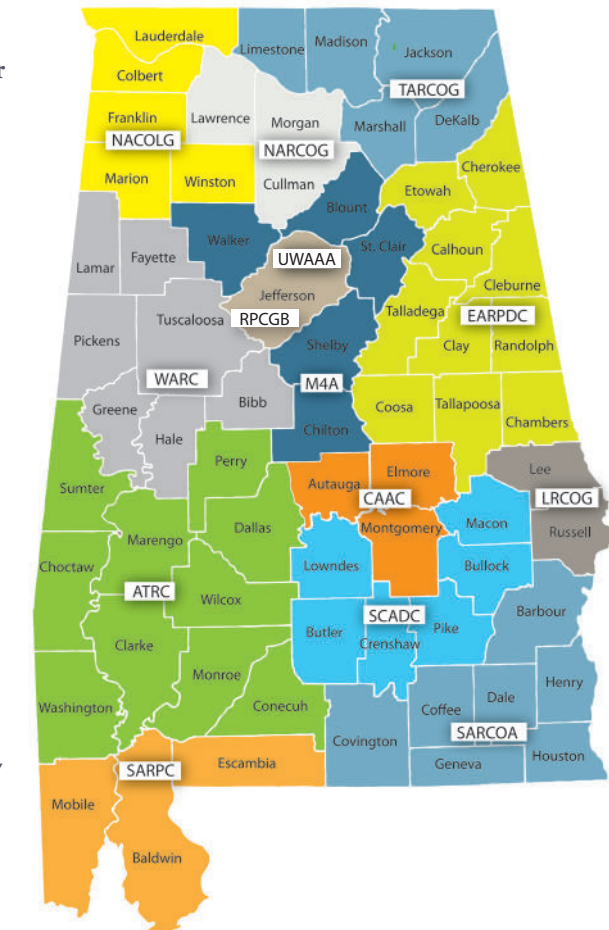 Lauderdale
Limestone
Madison
Jackson
r
Colbert
TARCOG
Franklin
Lawrence
Morgan
Marshall
DeKalb
NACOLG
NARCOG
Cherokee
Marion
Winston
Cullman
Etowah
Blount
Walker
St. Clair
Calhoun
Lamar
Fayette
UWAAA
Cleburne
Jefferson
Talladega
Tuscaloosa
RPCGB
EARPDC
Pickens
Shelby
Clay
Randolph
WARC
M4A
Greene
Bibb
Coosa
Tallapoosa
Chambers
Hale
Chilton
Perry
Elmore
Lee
Sumter
Autauga
CAAC
LRCOG
Dallas
Montgomery
Macon
Russell
Marengo
Choctaw
Lowndes
Bullock
ATRC
Wilcox
Barbour
SCADC
Butler
Pike
Clarke
Crenshaw
Monroe
Henry
Washington
Conecuh
Coffee
Dale
Covington
SARCOA
Houston
SARPC
Escambia
Geneva
y
Mobile
Baldwin